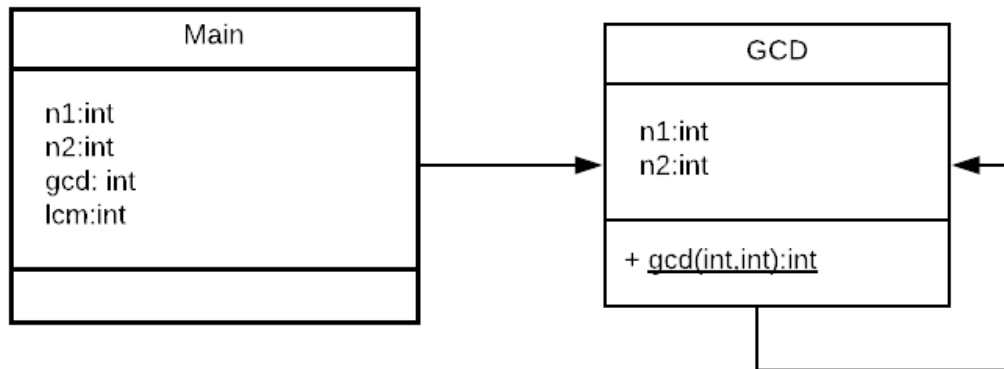 Main
n1:int
n2:int
gcd: int
lcm:int
GCD
n1:int
n2:int
+ gcd(int.int):int